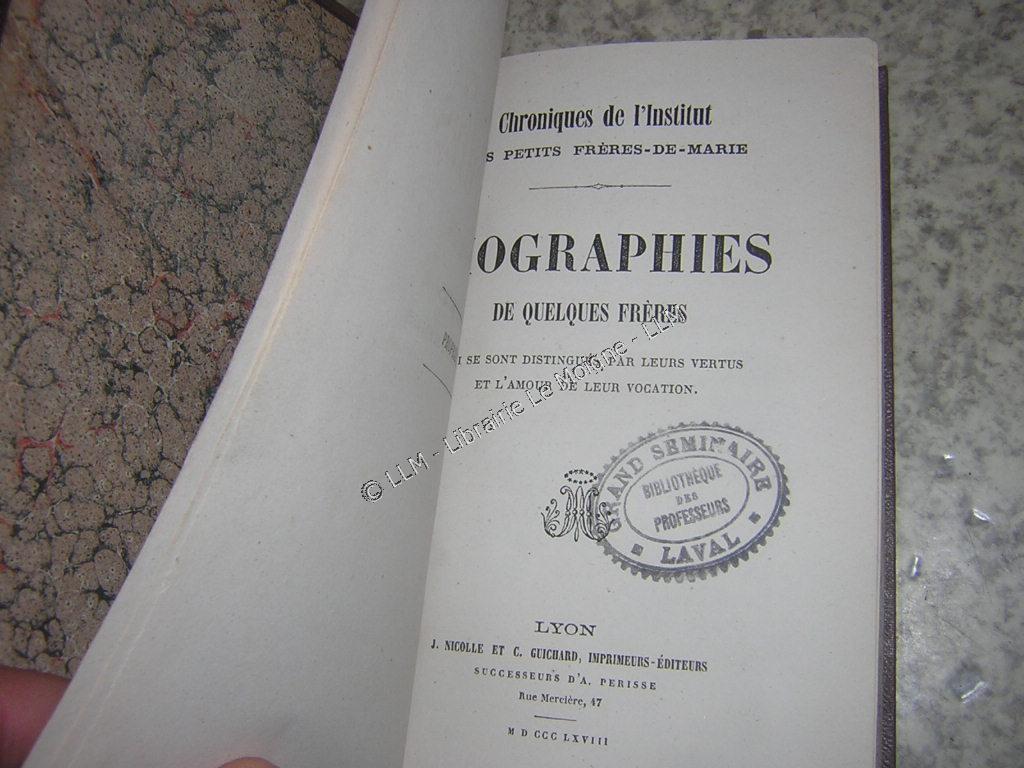 Chroniques de l'Institut
S PETITS FRÈRES-DE-MARIE
IOGRAPHIES
DE QUELQUES FRÈRES
I SE SONT DISTINGUÉS PAR LEURS VERTUS
ET L'AMOUR DE LEUR VOCATION.
GRAND SEMINAIRE
BIBLIOTHÈQUE
DES
PROFESSEURS
LAVAL
LYON
J. NICOLLE ET C. GUICHARD, IMPRIMEURS-ÉDITEURS
SUCCESSEURS D'A. PERISSE
Rue Mercière, 47
M D CCC LXVIII
© LLM - Librairie Le Moigne - LLM